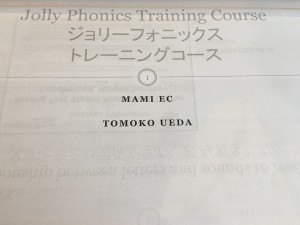 Jolly Phonics Training Course
ジョリーフォニックス
トレーニングコース
1
MAMI EC
TOMOKO UEDA